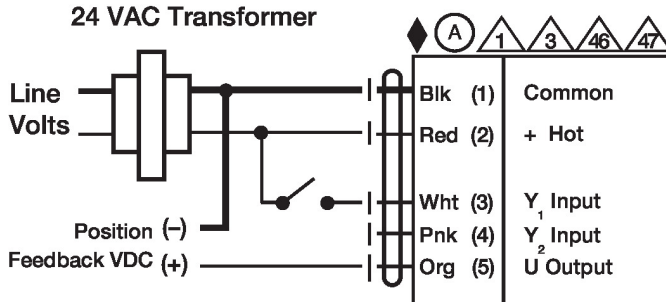 24 VAC Transformer
A 1 3 46 47
Line
Volts
Blk (1) Common
Red (2) + Hot
Wht (3) Y1 Input
Position (–)
Pnk (4) Y2 Input
Feedback VDC (+)
Org (5) U Output